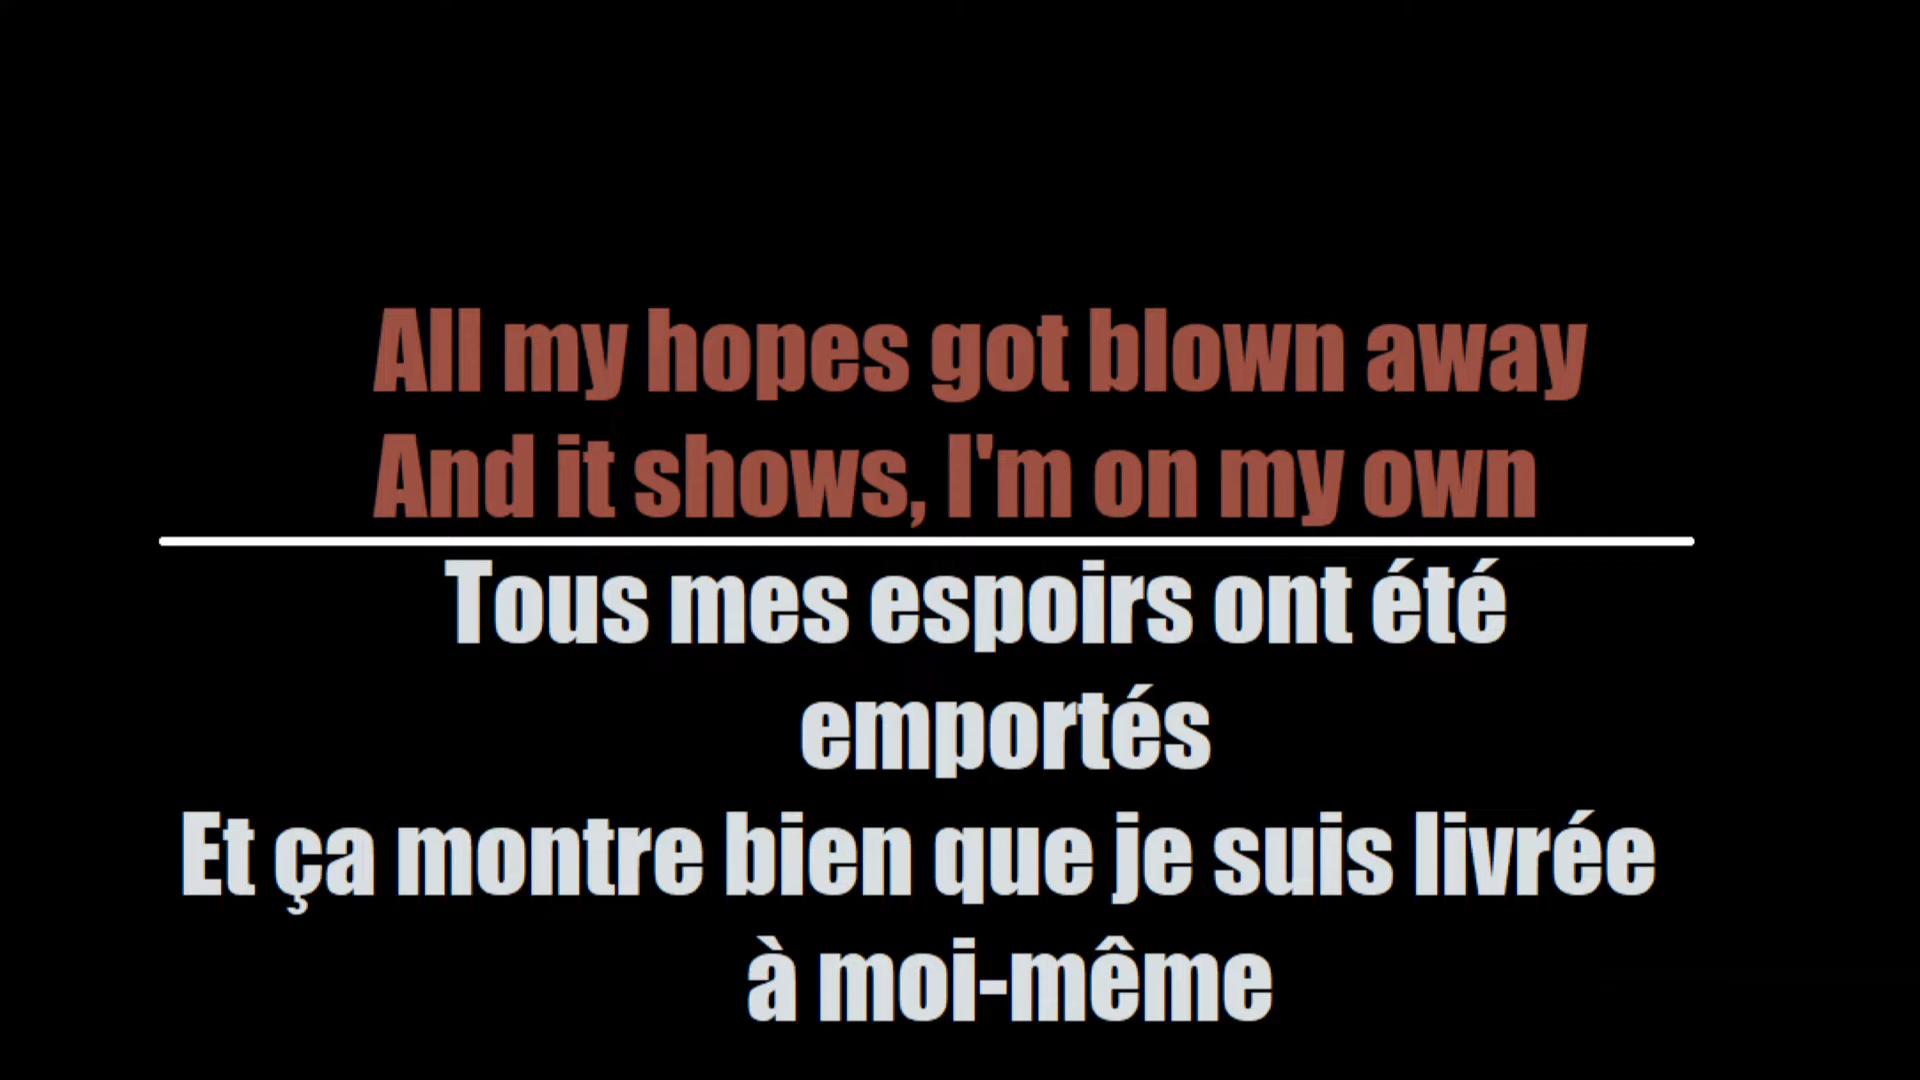 All my hopes got blown away
And it shows, I'm on my own
Tous mes espoirs ont été
emportés
Et ça montre bien que je suis livrée
à moi-même